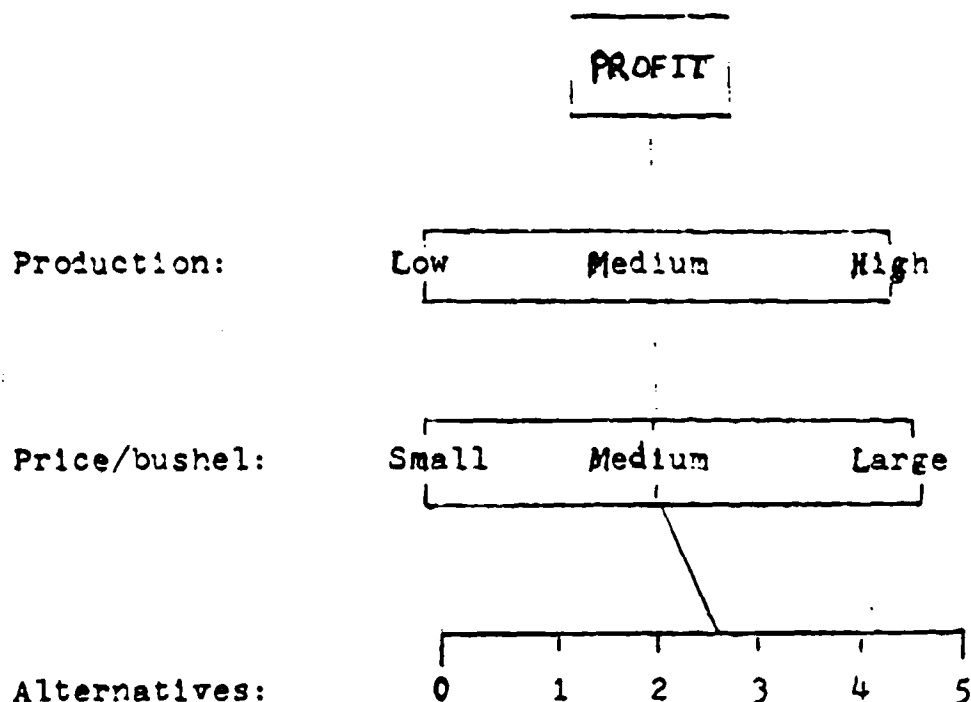 PROFIT
Production: Low Medium High
Price/bushel: Small Medium Large
Alternatives: 0 1 2 3 4 5